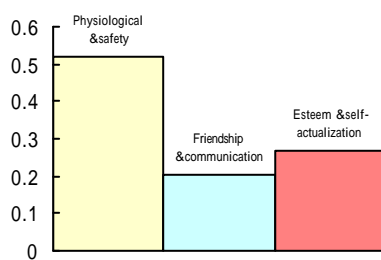 Physiological
&safety
Friendship
&communication
Esteem &self-
actualization
0.6
0.5
0.4
0.3
0.2
0.1
0